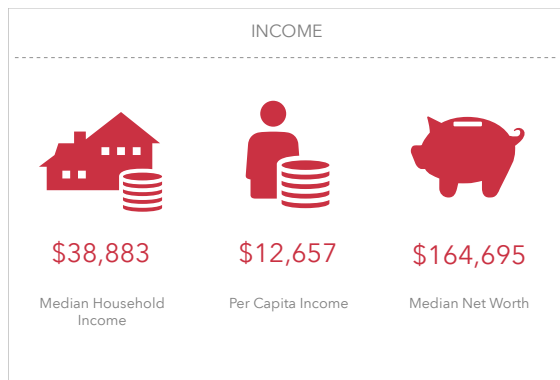 INCOME
$38,883
$12,657
$164,695
Median Household
Income
Per Capita Income
Median Net Worth